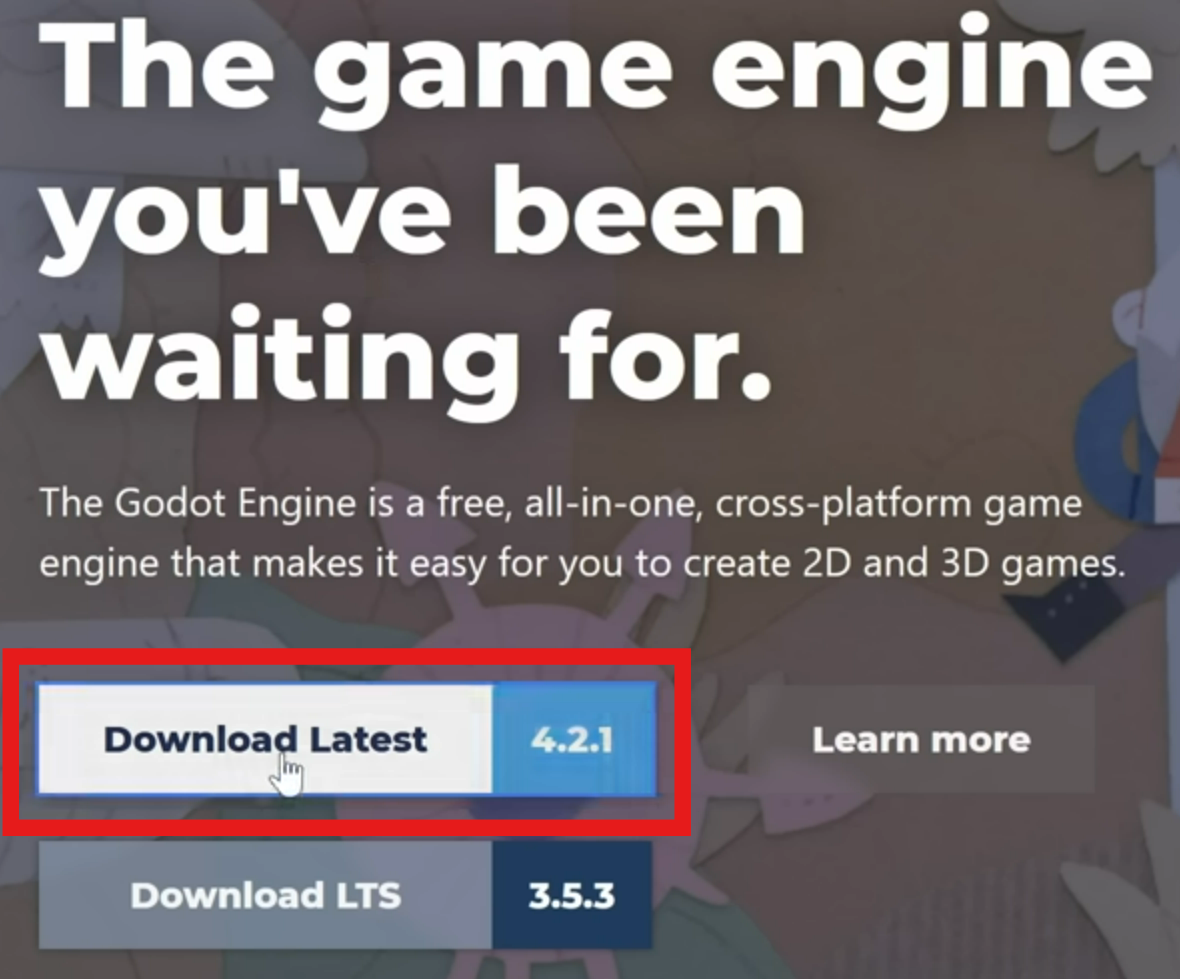 The game engine
you've been
waiting for.
The Godot Engine is a free, all-in-one, cross-platform game
engine that makes it easy for you to create 2D and 3D games.
Download Latest 4.2.1
Learn more
Download LTS 3.5.3